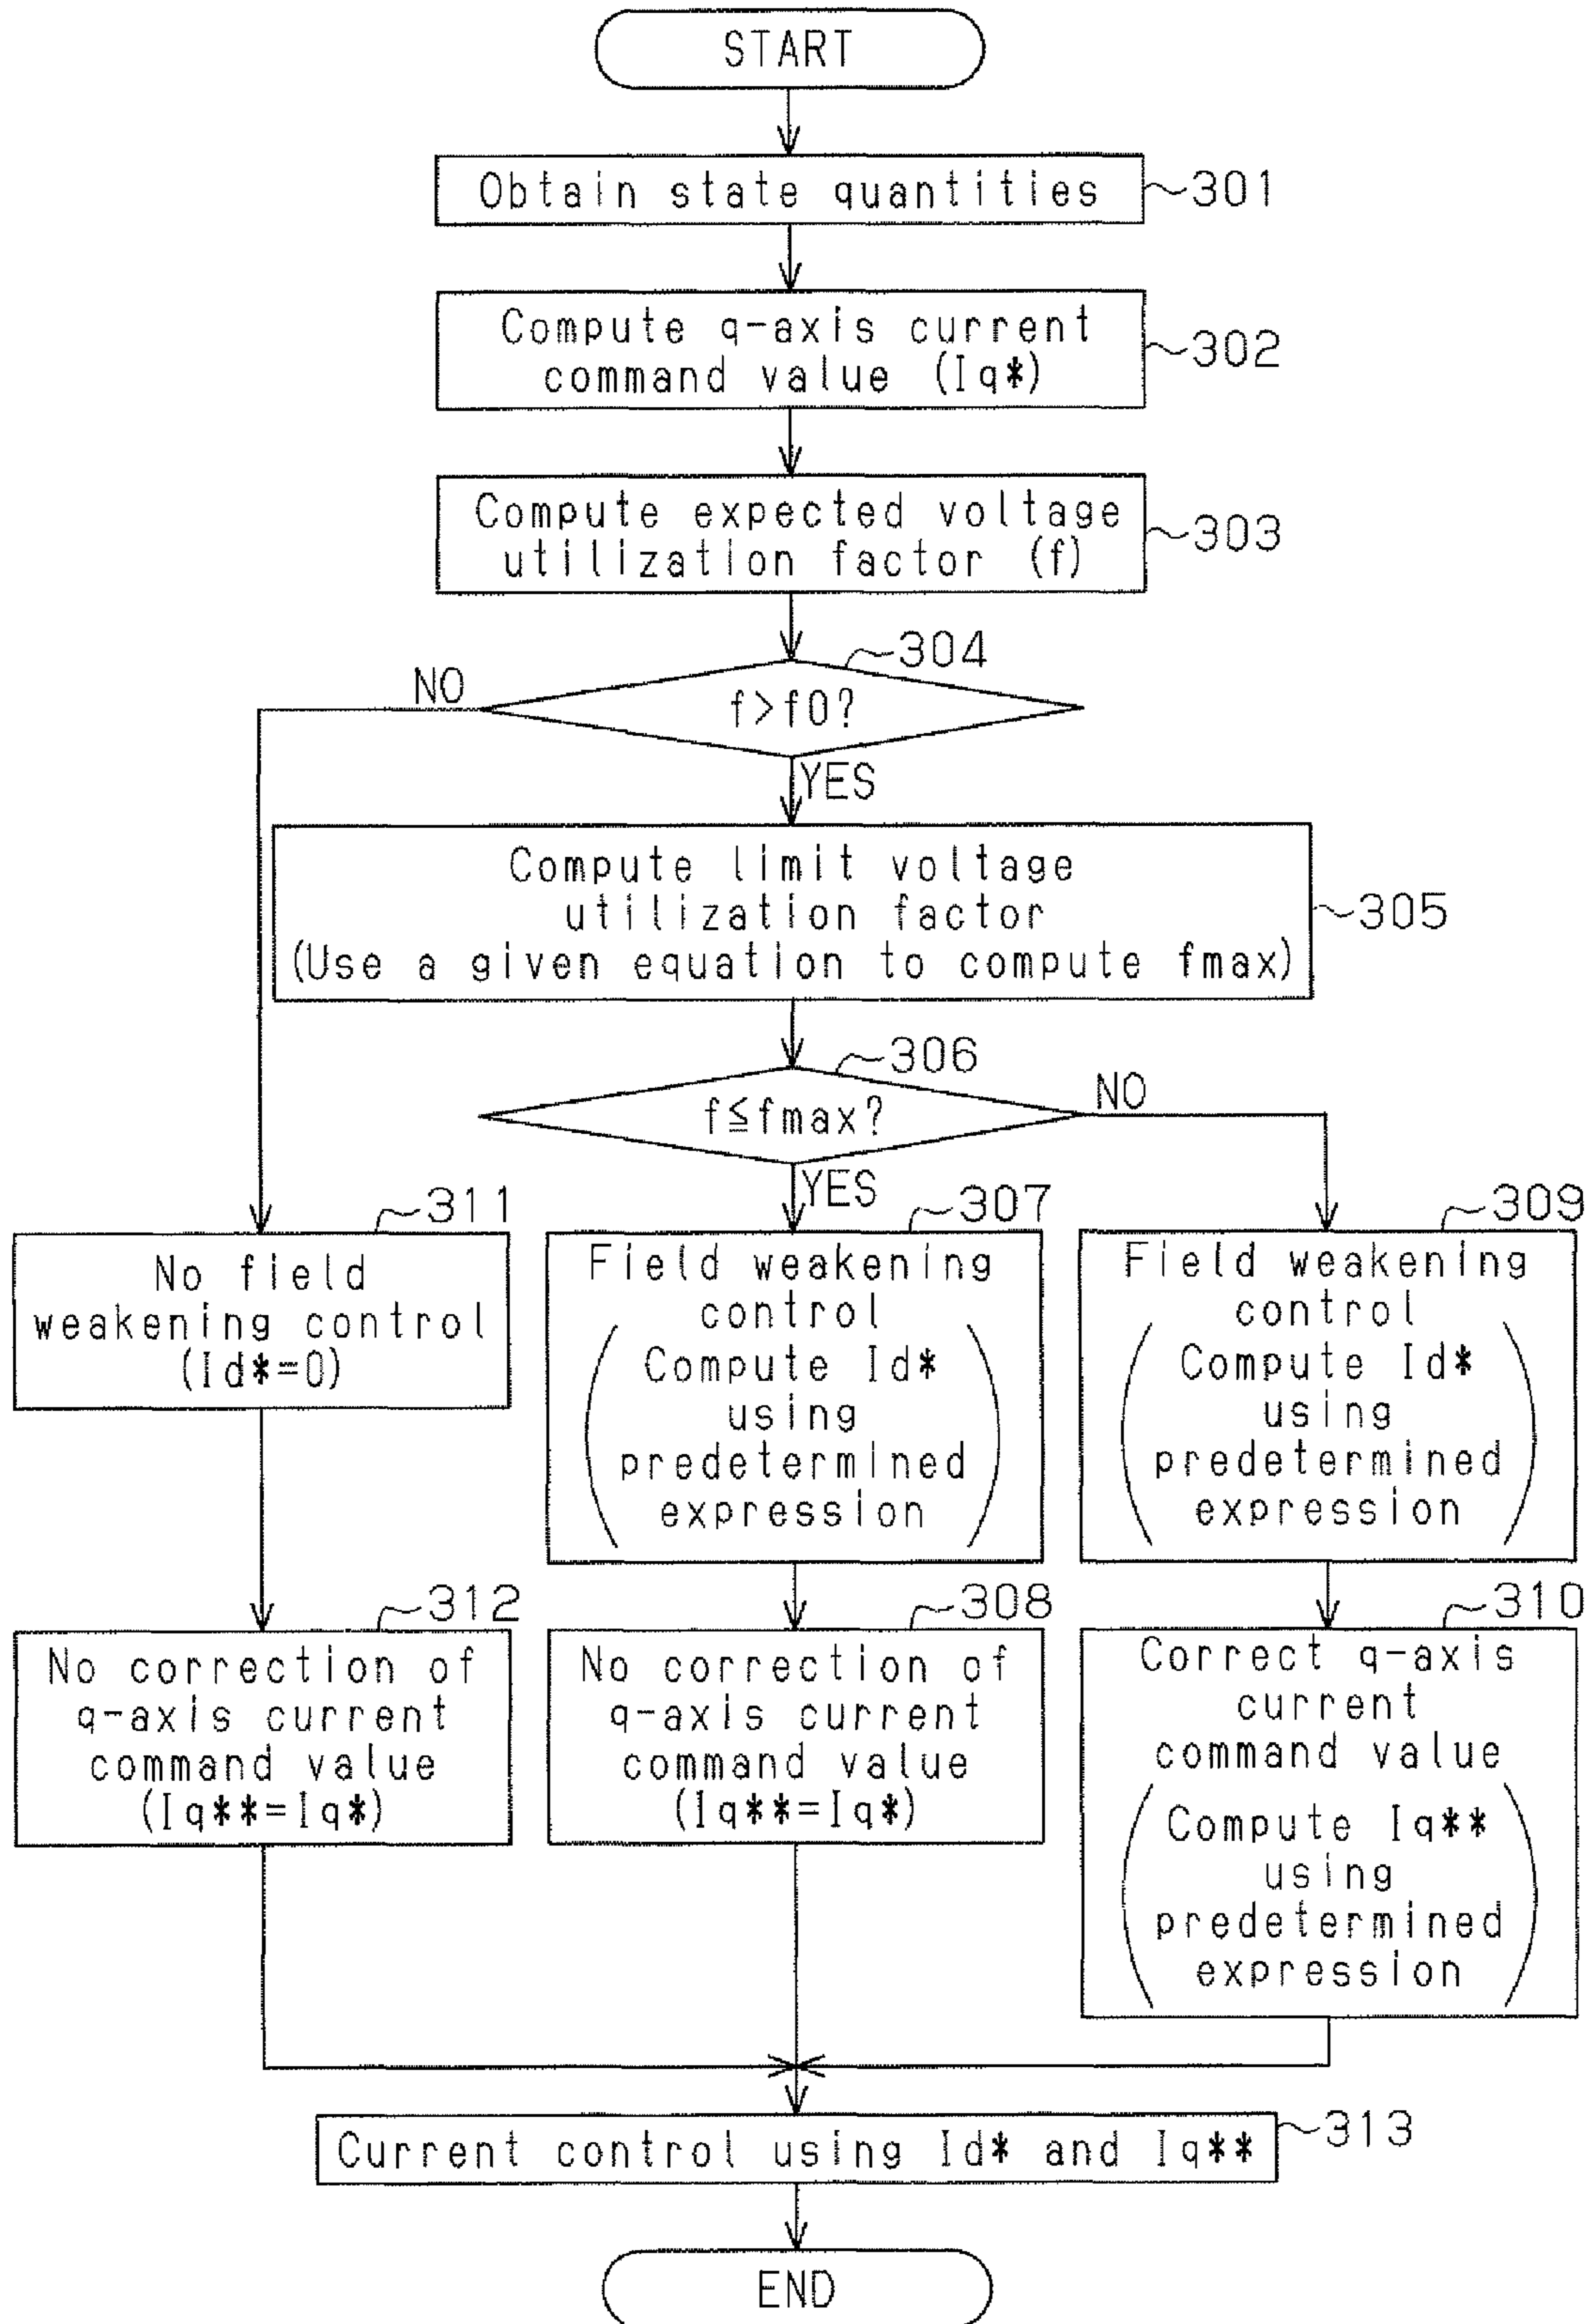 START
Obtain state quantities
301
Compute q-axis current
command value (Iq*)
302
Compute expected voltage
utilization factor (f)
303
304
f>f0?
NO
YES
Compute limit voltage
utilization factor
(Use a given equation to compute fmax)
305
306
f≦fmax?
NO
YES
311
No field
weakening control
(Id*=0)
307
Field weakening
control
Compute Id*
using
predetermined
expression
309
Field weakening
control
Compute Id*
using
predetermined
expression
312
No correction of
q-axis current
command value
(Iq**=Iq*)
308
No correction of
q-axis current
command value
(Iq**=Iq*)
310
Correct q-axis
current
command value
Compute Iq**
using
predetermined
expression
Current control using Id* and Iq**
313
END